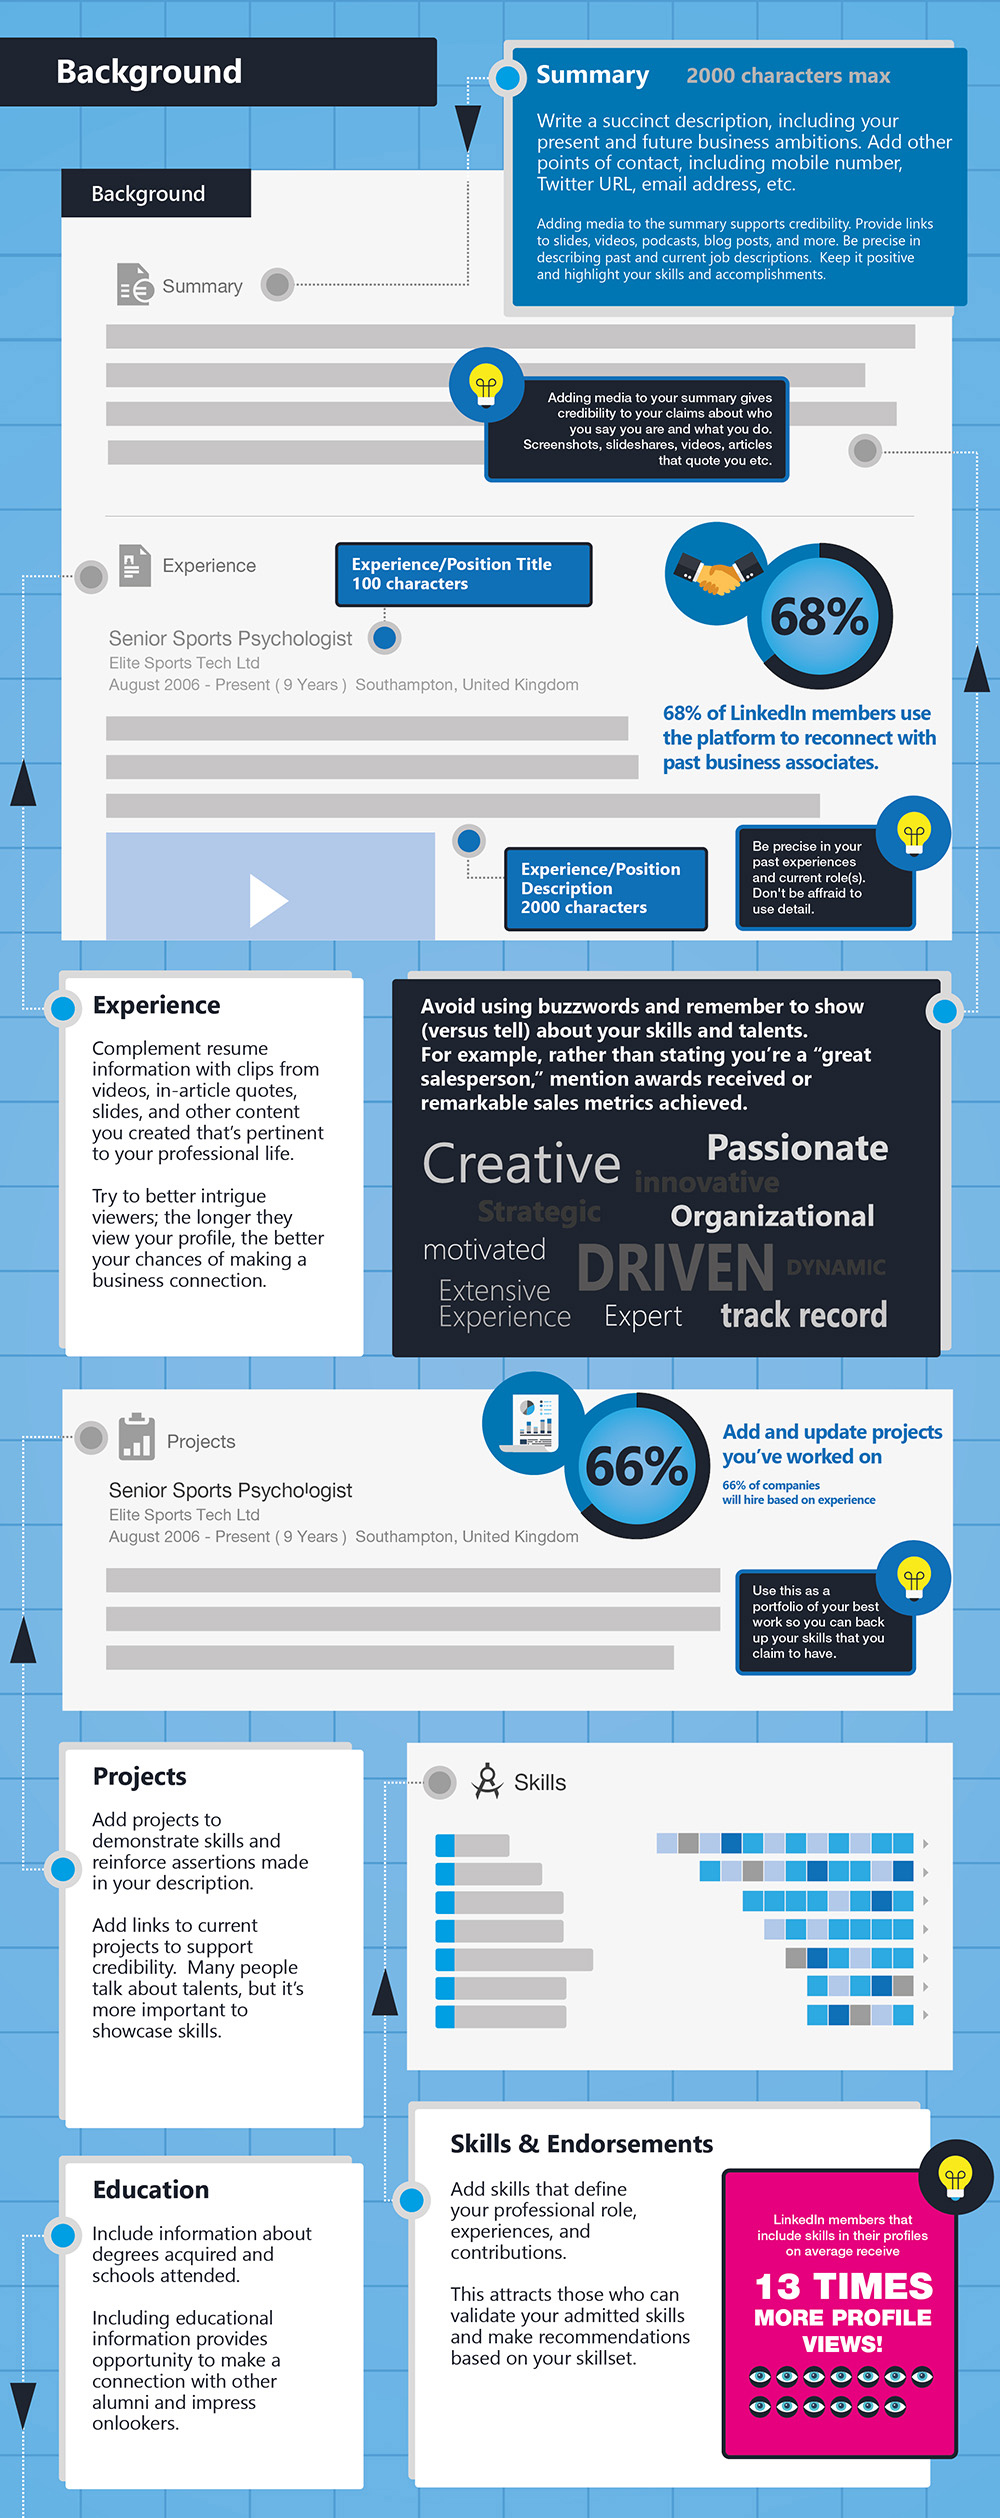 Background
Summary 2000 characters max
Write a succinct description, including your
present and future business ambitions. Add other
points of contact, including mobile number,
Twitter URL, email address, etc.
Adding media to the summary supports credibility. Provide links
to slides, videos, podcasts, blog posts, and more. Be precise in
describing past and current job descriptions. Keep it positive
and highlight your skills and accomplishments.
Background
Summary
Adding media to your summary gives
credibility to your claims about who
you say you are and what you do.
Screenshots, slideshares, videos, articles
that quote you etc.
Experience
Experience/Position Title
100 characters
Senior Sports Psychologist
Elite Sports Tech Ltd
August 2006 - Present ( 9 Years ) Southampton, United Kingdom
68%
68% of LinkedIn members use
the platform to reconnect with
past business associates.
Experience/Position
Description
2000 characters
Be precise in your
past experiences
and current role(s).
Don't be affraid to
use detail.
Experience
Complement resume
information with clips from
videos, in-article quotes,
slides, and other content
you created that's pertinent
to your professional life.
Try to better intrigue
viewers; the longer they
view your profile, the better
your chances of making a
business connection.
Avoid using buzzwords and remember to show
(versus tell) about your skills and talents.
For example, rather than stating you're a “great
salesperson,” mention awards received or
remarkable sales metrics achieved.
Creative
Passionate
innovative
Strategic
Organizational
motivated
DRIVEN
DYNAMIC
Extensive
Experience
Expert
track record
Projects
Senior Sports Psychologist
Elite Sports Tech Ltd
August 2006 - Present ( 9 Years ) Southampton, United Kingdom
66%
Add and update projects
you've worked on
66% of companies
will hire based on experience
Use this as a
portfolio of your best
work so you can back
up your skills that you
claim to have.
Projects
Add projects to
demonstrate skills and
reinforce assertions made
in your description.
Add links to current
projects to support
credibility. Many people
talk about talents, but it's
more important to
showcase skills.
Skills
Education
Include information about
degrees acquired and
schools attended.
Including educational
information provides
opportunity to make a
connection with other
alumni and impress
onlookers.
Skills & Endorsements
Add skills that define
your professional role,
experiences, and
contributions.
This attracts those who can
validate your admitted skills
and make recommendations
based on your skillset.
LinkedIn members that
include skills in their profiles
on average receive
13 TIMES
MORE PROFILE
VIEWS!